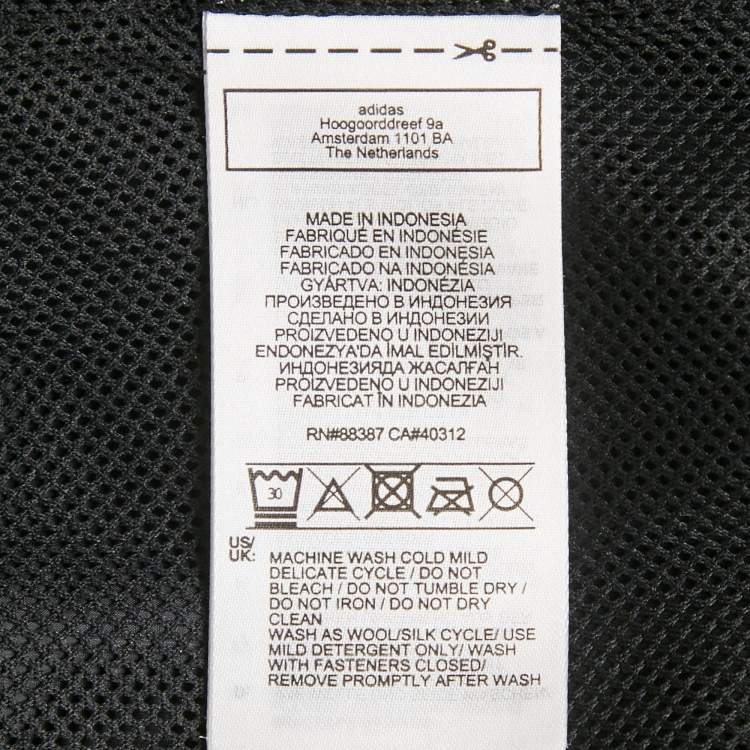 adidas
Hoogoorddreef 9a
Amsterdam 1101 BA
The Netherlands
MADE IN INDONESIA
FABRIQUÉ EN INDONÉSIE
FABRICADO EN INDONESIA
FABRICADO NA INDONÉSIA
GYÁRTVA: INDONÉZIA
ПРОИЗВЕДЕНО В ИНДОНЕЗИЯ
СДЕЛАНО В ИНДОНЕЗИИ
PROIZVEDENO U INDONEZIJI
ENDONEZYA'DA İMAL EDİLMİŞTİR.
ИНДОНЕЗИЯДА ЖАСАЛҒАН
PROIZVEDENO U INDONEZIJI
FABRICAT ÎN INDONEZIA
RN#88387 CA#40312
30
US/
UK: MACHINE WASH COLD MILD
DELICATE CYCLE / DO NOT
BLEACH / DO NOT TUMBLE DRY /
DO NOT IRON / DO NOT DRY
CLEAN
WASH AS WOOL/SILK CYCLE/ USE
MILD DETERGENT ONLY/ WASH
WITH FASTENERS CLOSED/
REMOVE PROMPTLY AFTER WASH